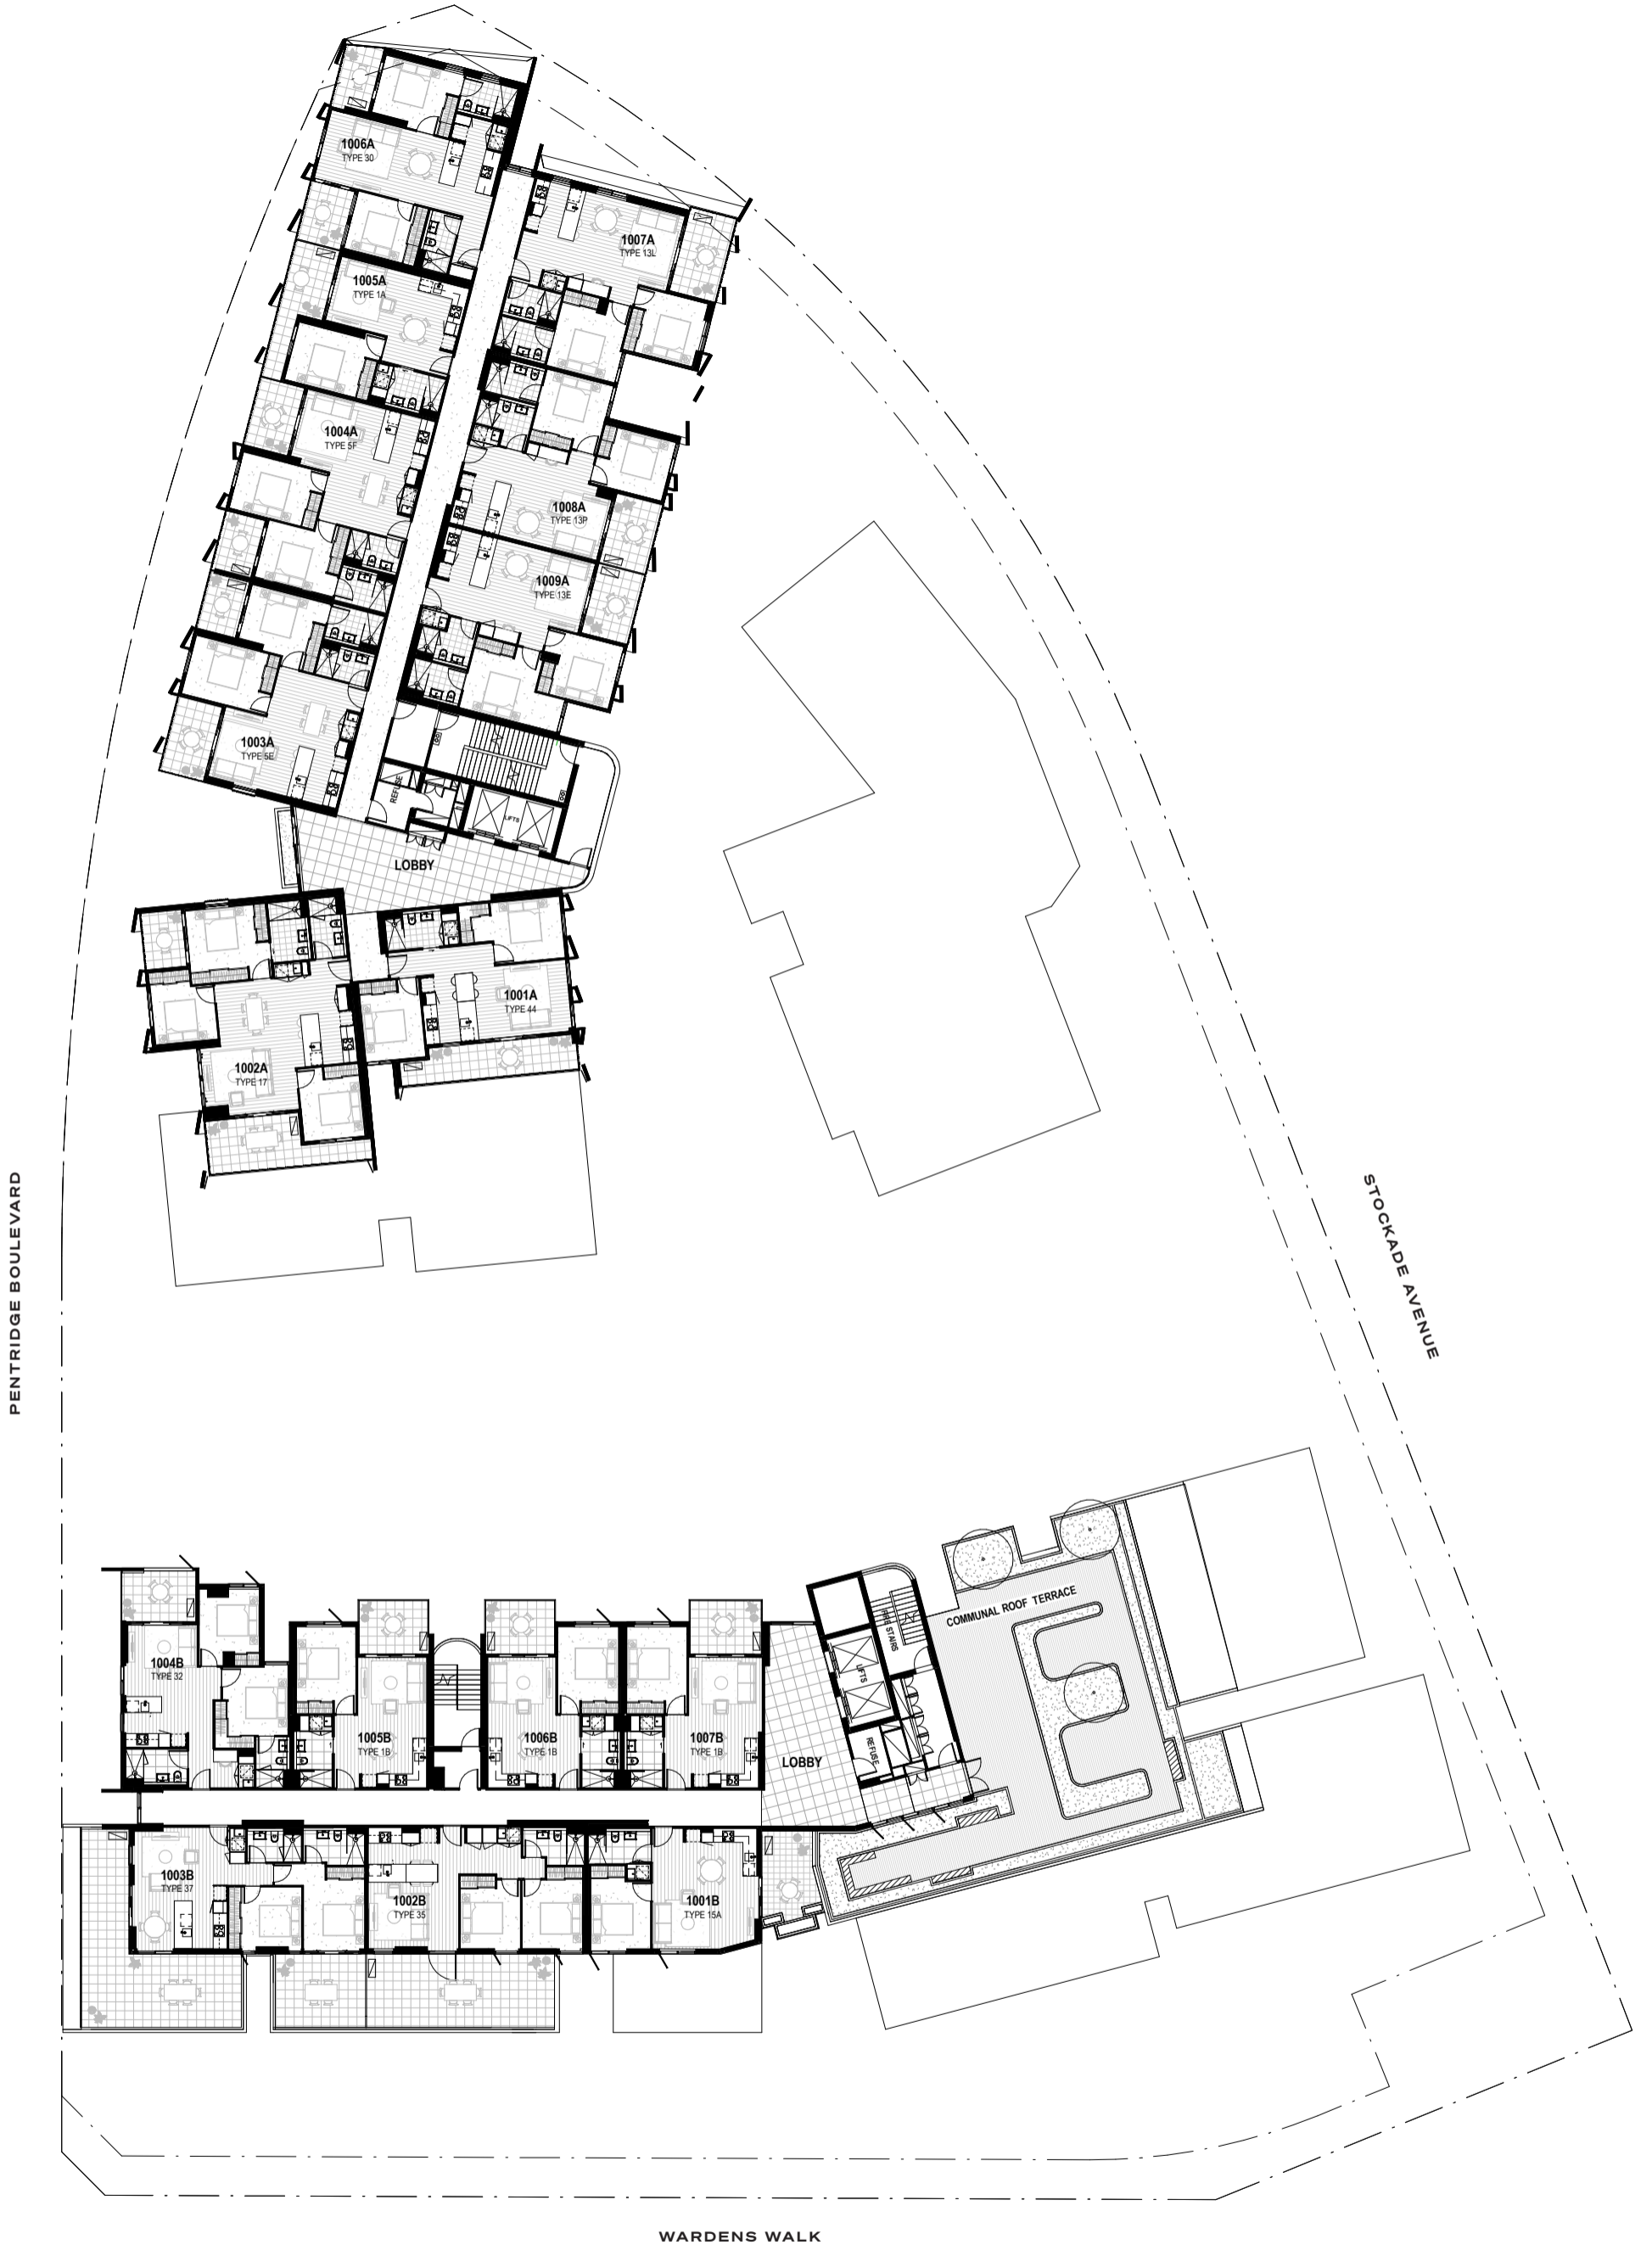 1006A
TYPE 30
1007A
TYPE 13L
1005A
TYPE 1A
1004A
TYPE 5F
1008A
TYPE 13P
1009A
TYPE 13E
1003A
TYPE 5E
REFUSE
LIFTS
LOBBY
1001A
TYPE 44
1002A
TYPE 17
PENTRIDGE BOULEVARD
STOCKADE AVENUE
COMMUNAL ROOF TERRACE
FIRE STAIRS
LIFTS
1004B
TYPE 32
1005B
TYPE 1B
1006B
TYPE 1B
1007B
TYPE 1B
LOBBY
REFUSE
1003B
TYPE 37
1002B
TYPE 35
1001B
TYPE 15A
WARDENS WALK